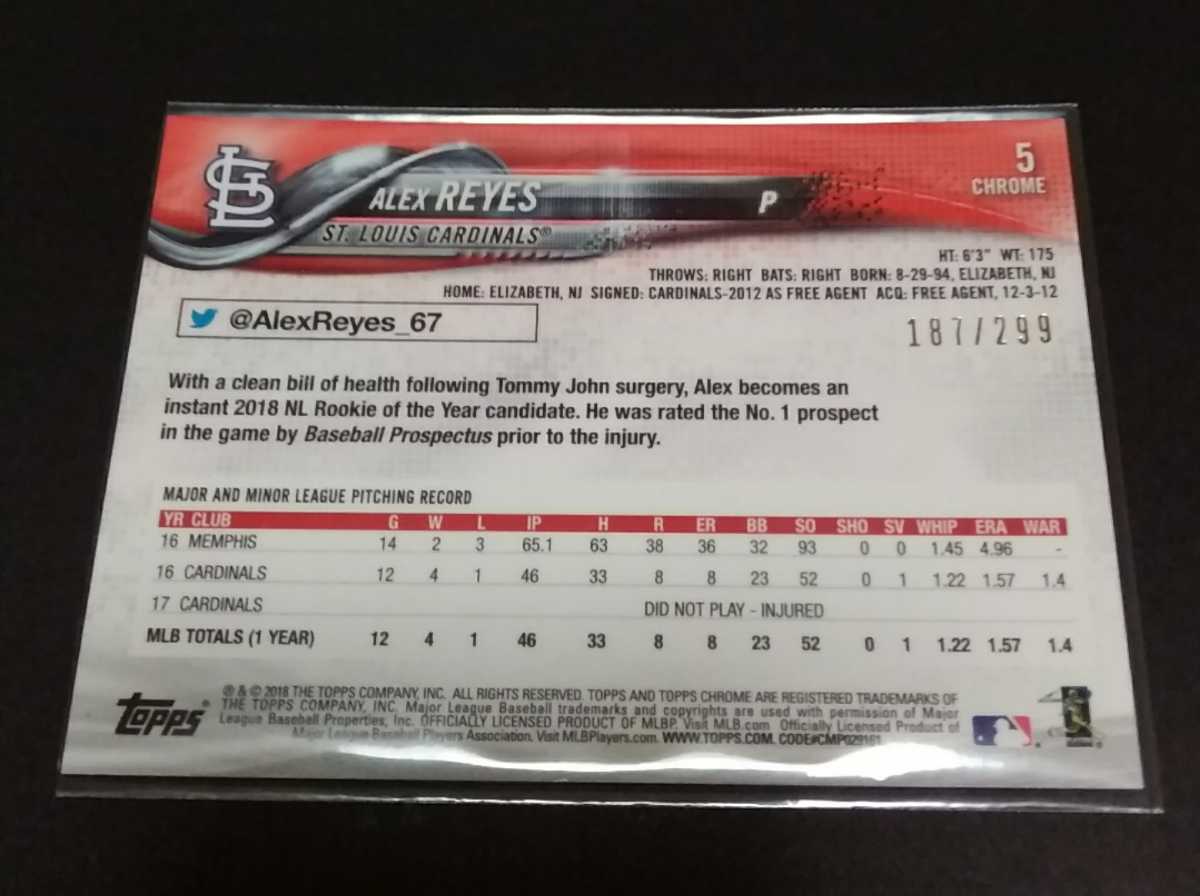 STL
5
CHROME
ALEX REYES P
ST. LOUIS CARDINALS®
HT: 6'3" WT: 175
THROWS: RIGHT BATS: RIGHT BORN: 8-29-94, ELIZABETH, NJ
HOME: ELIZABETH, NJ SIGNED: CARDINALS-2012 AS FREE AGENT ACQ: FREE AGENT, 12-3-12
@AlexReyes_67
187/299
With a clean bill of health following Tommy John surgery, Alex becomes an
instant 2018 NL Rookie of the Year candidate. He was rated the No. 1 prospect
in the game by Baseball Prospectus prior to the injury.
MAJOR AND MINOR LEAGUE PITCHING RECORD
YR CLUB G W L IP H R ER BB SO SHO SV WHIP ERA WAR
16 MEMPHIS 14 2 3 65.1 63 38 36 32 93 0 0 1.45 4.96 -
16 CARDINALS 12 4 1 46 33 8 8 23 52 0 1 1.22 1.57 1.4
17 CARDINALS DID NOT PLAY - INJURED
MLB TOTALS (1 YEAR) 12 4 1 46 33 8 8 23 52 0 1 1.22 1.57 1.4
topps®
® & © 2018 THE TOPPS COMPANY, INC. ALL RIGHTS RESERVED. TOPPS AND TOPPS CHROME ARE REGISTERED TRADEMARKS OF
THE TOPPS COMPANY, INC. Major League Baseball trademarks and copyrights are used with permission of Major
League Baseball Properties, Inc. OFFICIALLY LICENSED PRODUCT OF MLBP. Visit MLB.com Officially Licensed Product of
Major League Baseball Players Association. Visit MLBPlayers.com. WWW.TOPPS.COM. CODE#CMP029161